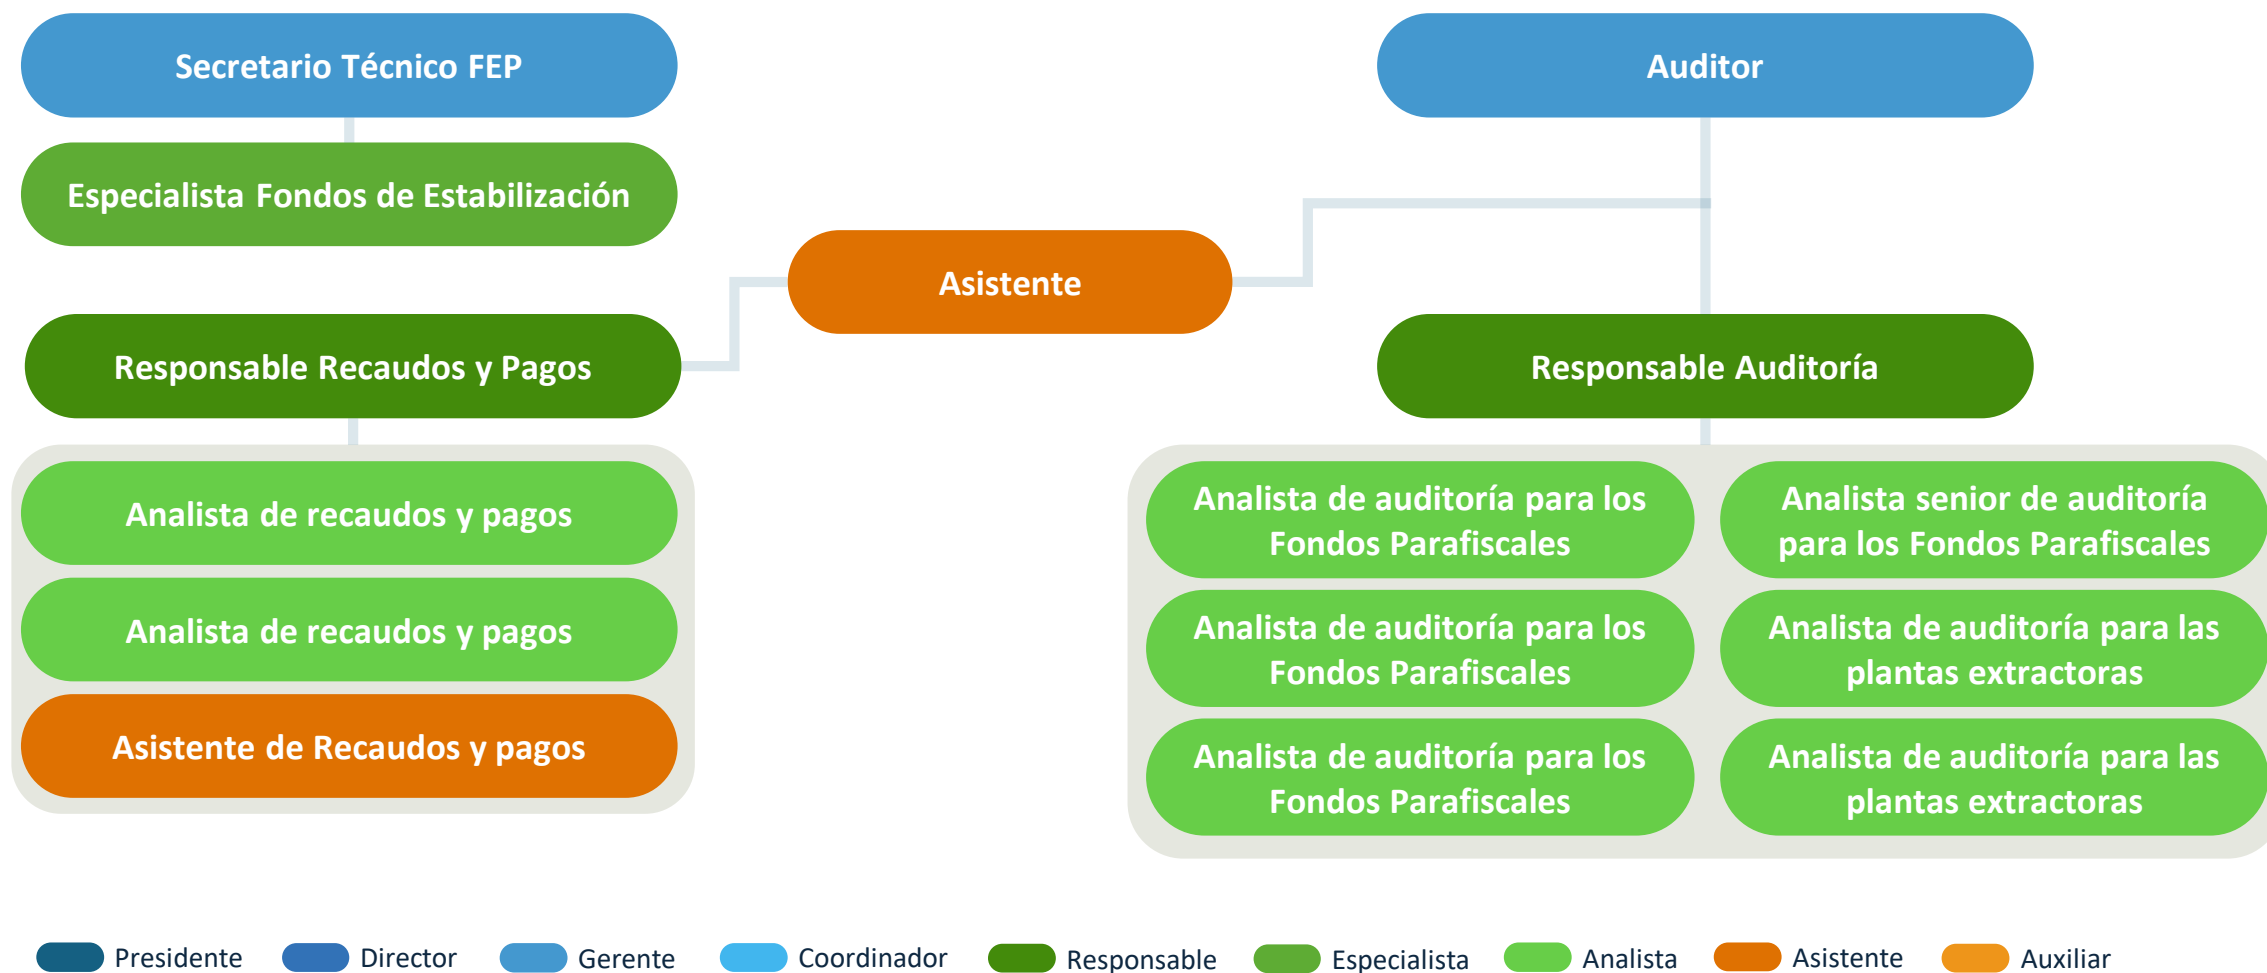 Secretario Técnico FEP
Auditor
Especialista Fondos de Estabilización
Asistente
Responsable Recaudos y Pagos
Responsable Auditoría
Analista de recaudos y pagos
Analista de recaudos y pagos
Asistente de Recaudos y pagos
Analista de auditoría para los
Fondos Parafiscales
Analista senior de auditoría
para los Fondos Parafiscales
Analista de auditoría para los
Fondos Parafiscales
Analista de auditoría para las
plantas extractoras
Analista de auditoría para los
Fondos Parafiscales
Analista de auditoría para las
plantas extractoras
Presidente
Director
Gerente
Coordinador
Responsable
Especialista
Analista
Asistente
Auxiliar